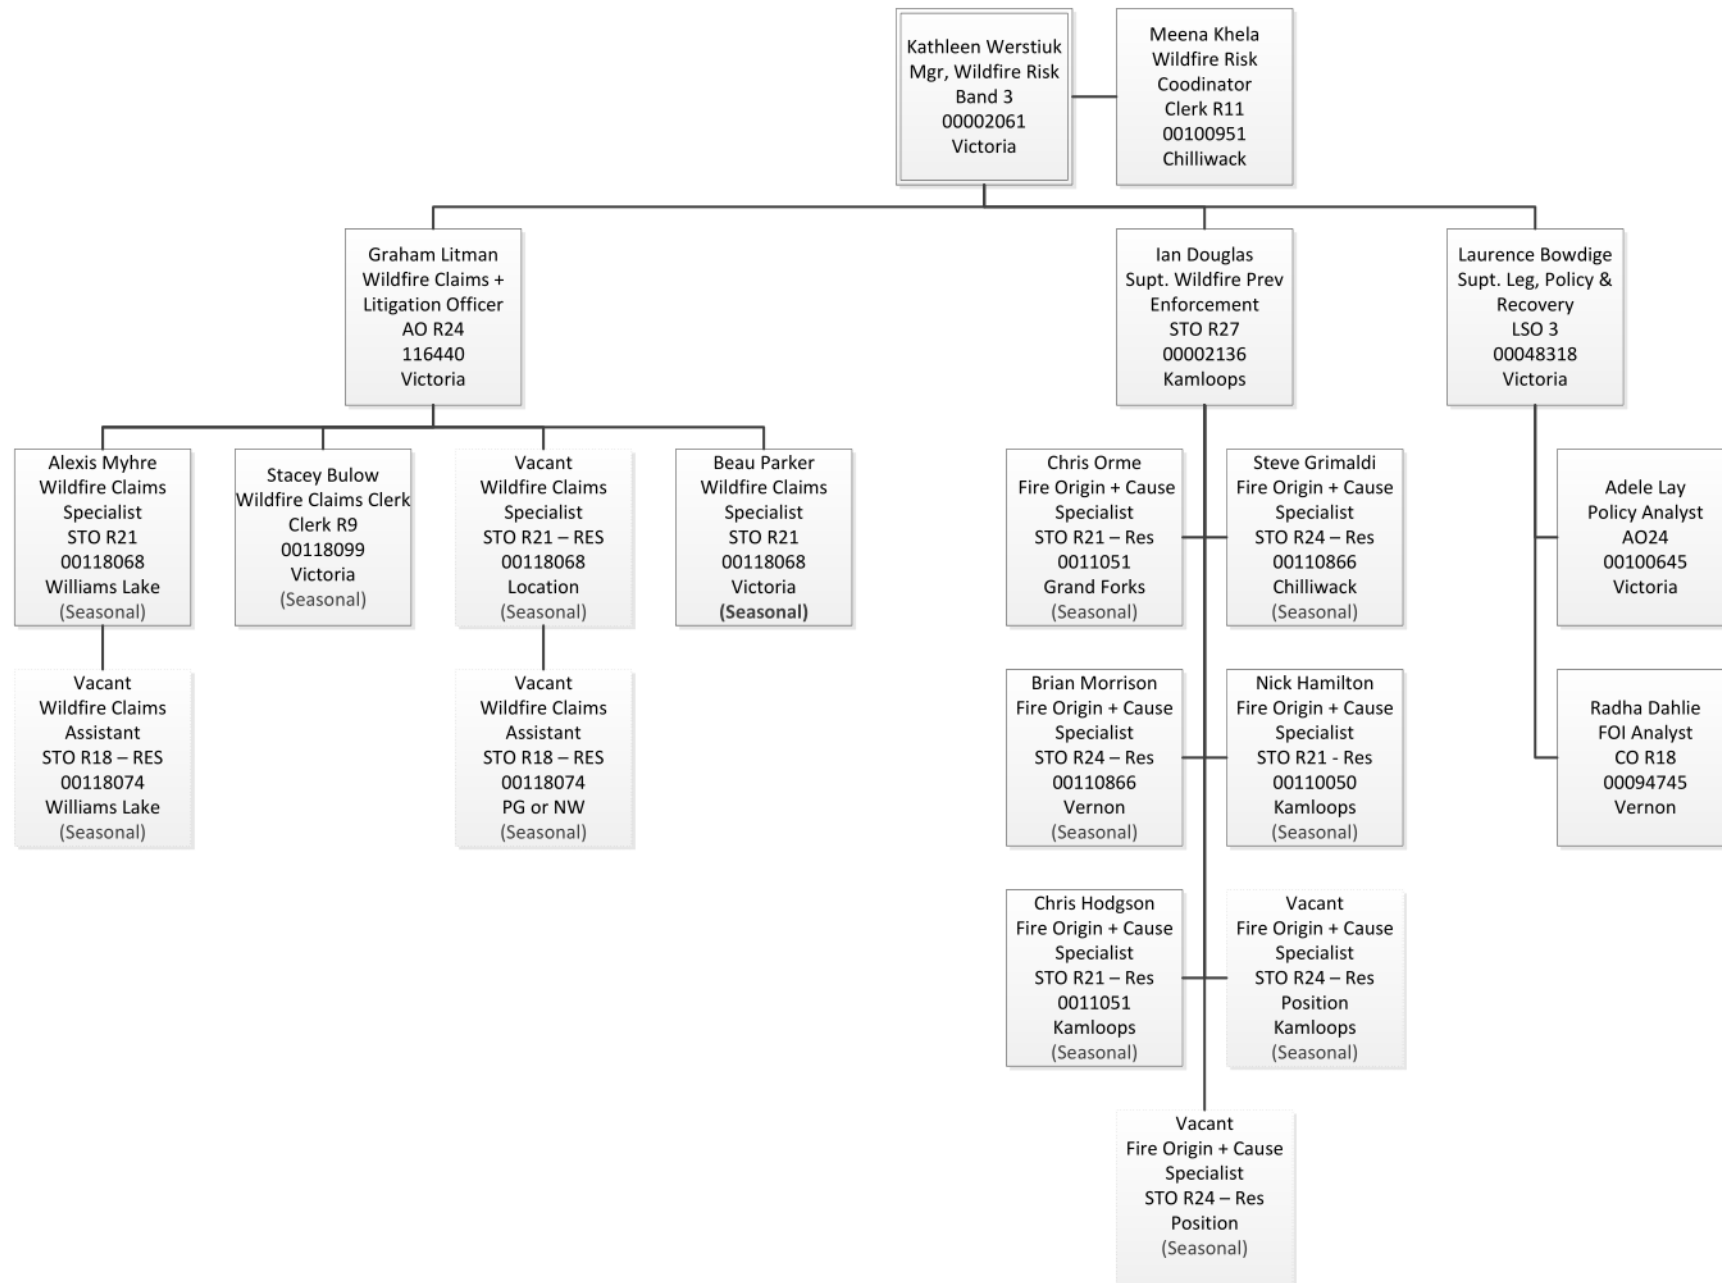 Kathleen Werstiuk
Mgr, Wildfire Risk
Band 3
00002061
Victoria
Meena Khela
Wildfire Risk
Coodinator
Clerk R11
00100951
Chilliwack
Graham Litman
Wildfire Claims +
Litigation Officer
AO R24
116440
Victoria
Ian Douglas
Supt. Wildfire Prev
Enforcement
STO R27
00002136
Kamloops
Laurence Bowdige
Supt. Leg, Policy &
Recovery
LSO 3
00048318
Victoria
Alexis Myhre
Wildfire Claims
Specialist
STO R21
00118068
Williams Lake
(Seasonal)
Stacey Bulow
Wildfire Claims Clerk
Clerk R9
00118099
Victoria
(Seasonal)
Vacant
Wildfire Claims
Specialist
STO R21 – RES
00118068
Location
(Seasonal)
Beau Parker
Wildfire Claims
Specialist
STO R21
00118068
Victoria
(Seasonal)
Chris Orme
Fire Origin + Cause
Specialist
STO R21 – Res
0011051
Grand Forks
(Seasonal)
Steve Grimaldi
Fire Origin + Cause
Specialist
STO R24 – Res
00110866
Chilliwack
(Seasonal)
Adele Lay
Policy Analyst
AO24
00100645
Victoria
Vacant
Wildfire Claims
Assistant
STO R18 – RES
00118074
Williams Lake
(Seasonal)
Vacant
Wildfire Claims
Assistant
STO R18 – RES
00118074
PG or NW
(Seasonal)
Brian Morrison
Fire Origin + Cause
Specialist
STO R24 – Res
00110866
Vernon
(Seasonal)
Nick Hamilton
Fire Origin + Cause
Specialist
STO R21 - Res
00110050
Kamloops
(Seasonal)
Radha Dahlie
FOI Analyst
CO R18
00094745
Vernon
Chris Hodgson
Fire Origin + Cause
Specialist
STO R21 – Res
0011051
Kamloops
(Seasonal)
Vacant
Fire Origin + Cause
Specialist
STO R24 – Res
Position
Kamloops
(Seasonal)
Vacant
Fire Origin + Cause
Specialist
STO R24 – Res
Position
(Seasonal)